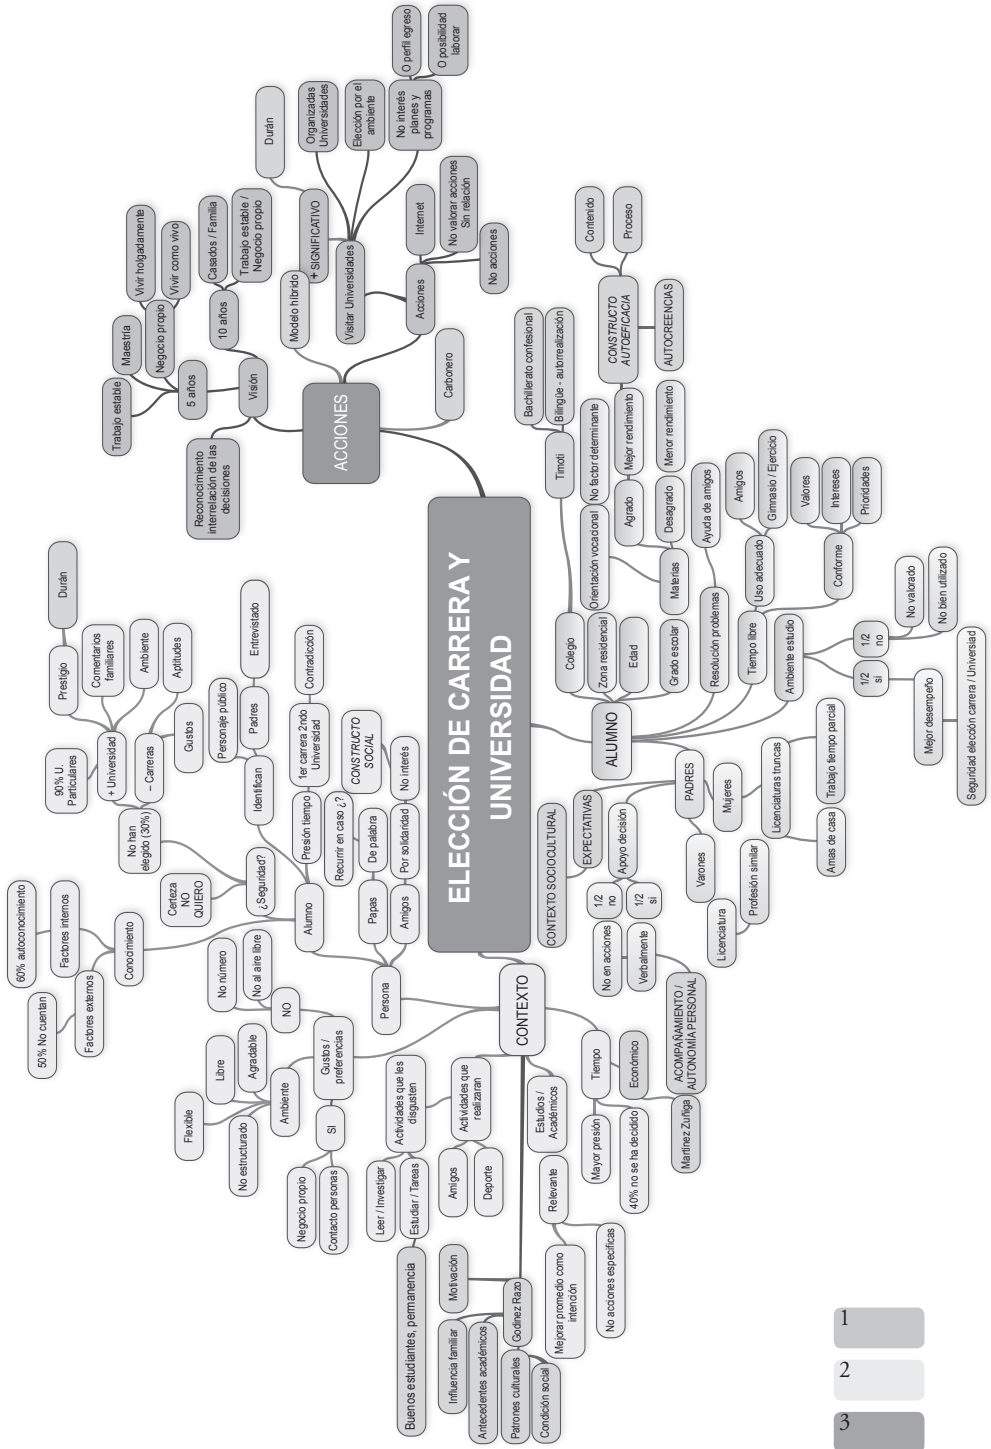 ELECCIÓN DE CARRERA Y
UNIVERSIDAD
CONTEXTO
Persona
Alumno
Conocimiento
Factores internos
60% autoconocimiento
Factores externos
50% No cuentan
¿Seguridad?
Certeza
NO
QUIERO
No han
elegido (30%)
+ Universidad
90% U.
Particulares
Prestigio
Durán
Comentarios
familiares
Ambiente
– Carreras
Aptitudes
Gustos
Identifican
Personaje público
Padres
Entrevistado
Presión tiempo
1er carrera 2ndo
Universidad
Contradicción
Papas
Recurrir en caso ¿?
De palabra
Amigos
Por solidaridad
No interés
CONSTRUCTO
SOCIAL
Gustos /
preferencias
NO
No número
No al aire libre
Ambiente
Flexible
Libre
Agradable
No estructurado
SI
Negocio propio
Contacto personas
Actividades que les
disgusten
Leer / Investigar
Estudiar / Tareas
Buenos estudiantes, permanencia
Actividades que
realizaran
Amigos
Deporte
Godinez Razo
Motivación
Influencia familiar
Antecedentes académicos
Patrones culturales
Condición social
Estudios /
Académicos
Relevante
Mejorar promedio como
intención
No acciones especificas
Tiempo
Mayor presión
40% no se ha decidido
Económico
Martínez Zuñiga
ACOMPAÑAMIENTO /
AUTONOMÍA PERSONAL
ACCIONES
Reconocimiento
interrelación de las
decisiones
Visión
5 años
Trabajo estable
Maestría
Negocio propio
Vivir holgadamente
Vivir como vivo
10 años
Casados / Familia
Trabajo estable /
Negocio propio
Modelo híbrido
+ SIGNIFICATIVO
Durán
Visitar Universidades
Organizadas
Universidades
Elección por el
ambiente
No interés
planes y
programas
O perfil egreso
O posibilidad
laborar
Acciones
Internet
No valorar acciones
Sin relación
No acciones
Carbonero
ALUMNO
Colegio
Timoti
Bachillerato confesional
Bilingüe - autorrealización
Zona residencial
Edad
Grado escolar
Orientación vocacional
No factor determinante
Materias
Agrado
Mejor rendimiento
Desagrado
Menor rendimiento
CONSTRUCTO
AUTOEFICACIA
Contenido
Proceso
AUTOCREENCIAS
Resolución problemas
Ayuda de amigos
Tiempo libre
Uso adecuado
Amigos
Gimnasio / Ejercicio
Conforme
Valores
Intereses
Prioridades
Ambiente estudio
1/2
si
1/2
no
No valorado
No bien utilizado
Mejor desempeño
Seguridad elección carrera / Universiad
PADRES
CONTEXTO SOCIOCULTURAL
EXPECTATIVAS
Apoyo decisión
1/2
no
1/2
si
No en acciones
Verbalmente
Varones
Licenciatura
Profesión similar
Mujeres
Licenciaturas truncas
Amas de casa
Trabajo tiempo parcial
1
2
3